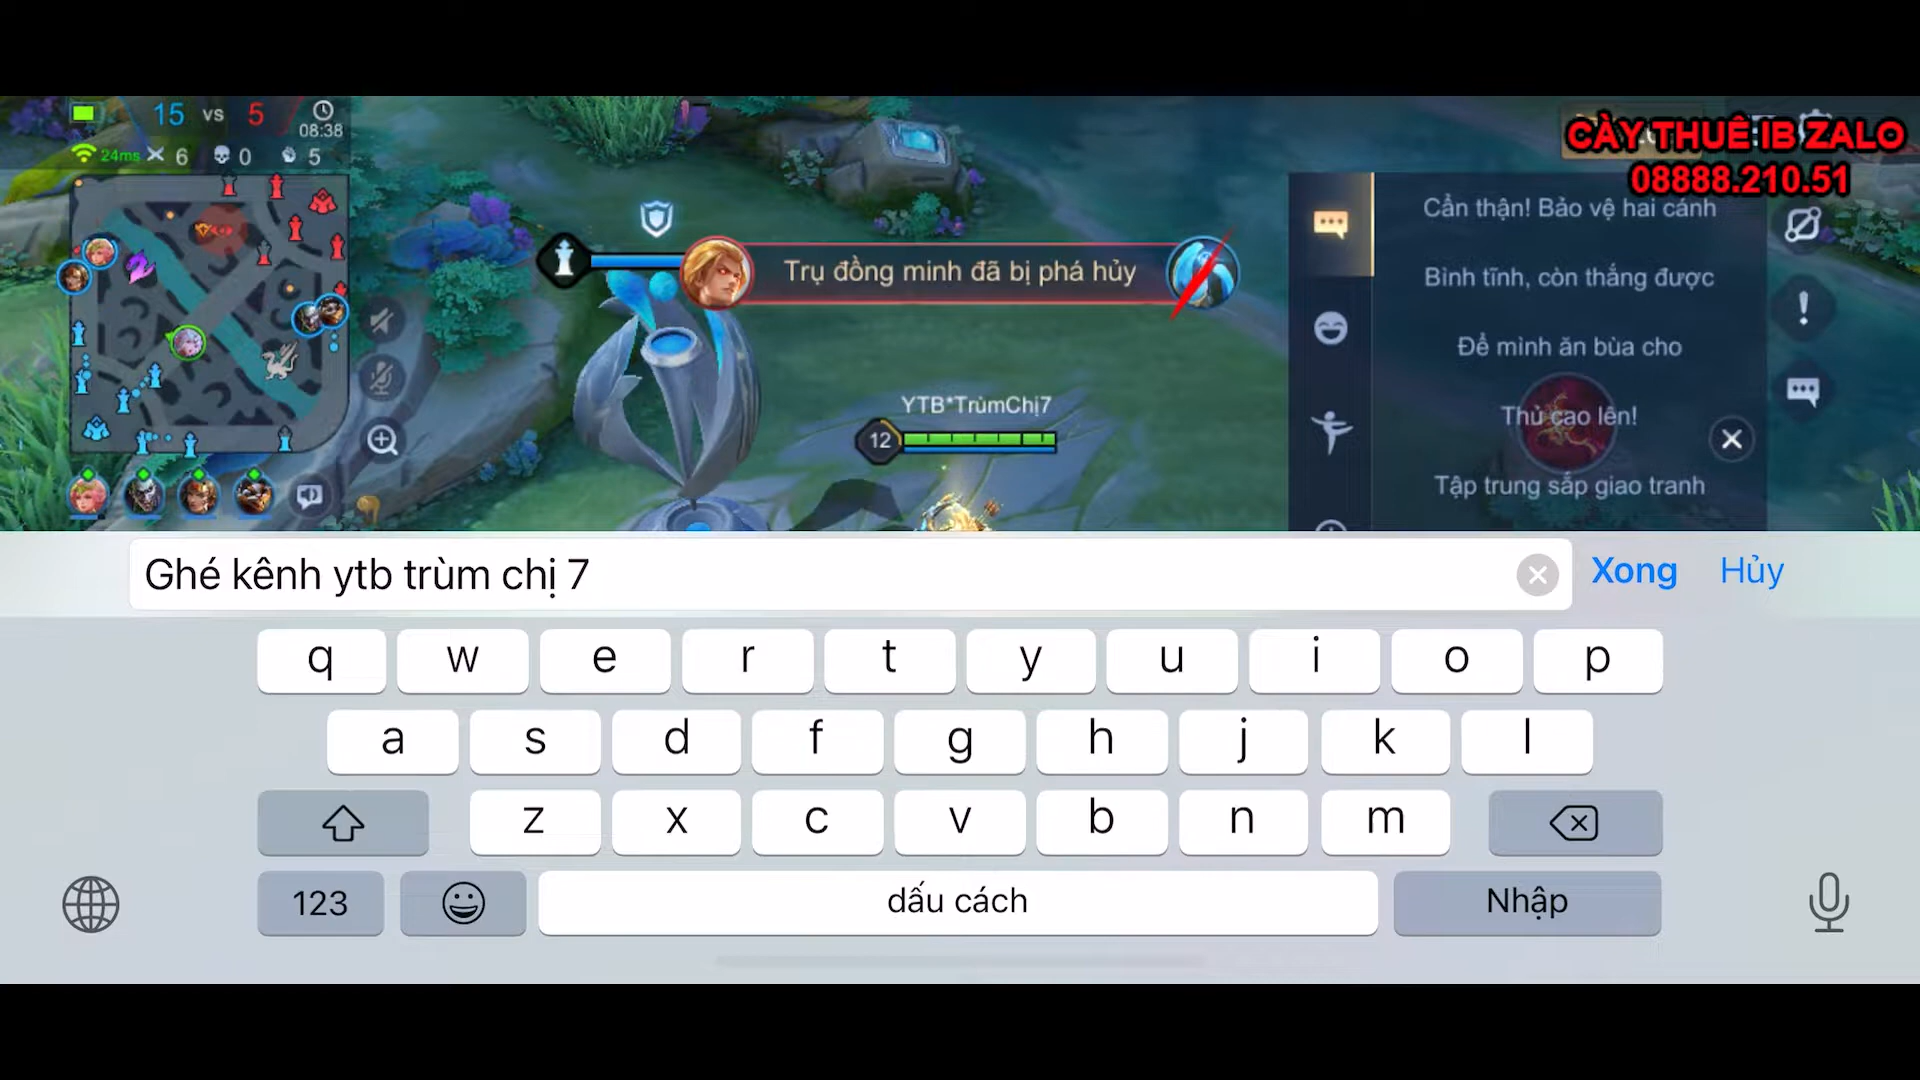 15 vs 5
08:38
24ms 6 0 5
CÀY THUÊ IB ZALO
08888.210.51
Trụ đồng minh đã bị phá hủy
YTB*TrùmChị7
12
Cẩn thận! Bảo vệ hai cánh
Bình tĩnh, còn thắng được
Để mình ăn bùa cho
Thủ cao lên!
Tập trung sắp giao tranh
Ghé kênh ytb trùm chị 7
Xong Hủy
q w e r t y u i o p
a s d f g h j k l
z x c v b n m
123 dấu cách Nhập